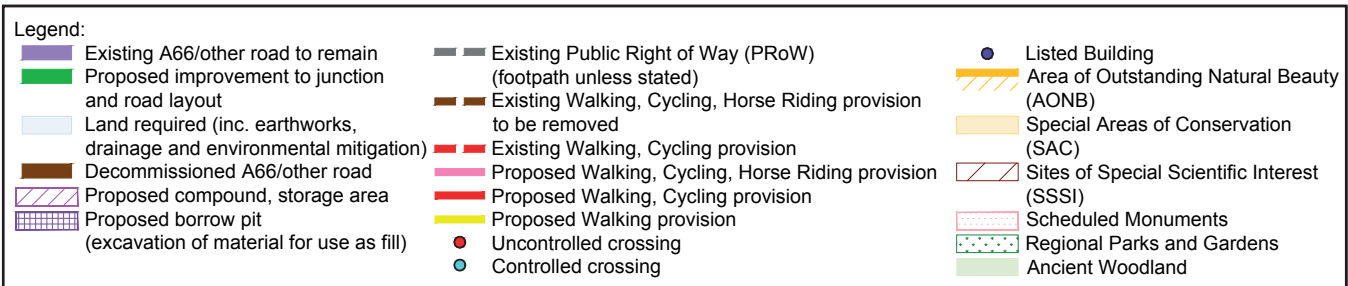 Legend:
Existing A66/other road to remain
Proposed improvement to junction
and road layout
Land required (inc. earthworks,
drainage and environmental mitigation)
Decommissioned A66/other road
Proposed compound, storage area
Proposed borrow pit
(excavation of material for use as fill)
Existing Public Right of Way (PRoW)
(footpath unless stated)
Existing Walking, Cycling, Horse Riding provision
to be removed
Existing Walking, Cycling provision
Proposed Walking, Cycling, Horse Riding provision
Proposed Walking, Cycling provision
Proposed Walking provision
Uncontrolled crossing
Controlled crossing
Listed Building
Area of Outstanding Natural Beauty
(AONB)
Special Areas of Conservation
(SAC)
Sites of Special Scientific Interest
(SSSI)
Scheduled Monuments
Regional Parks and Gardens
Ancient Woodland